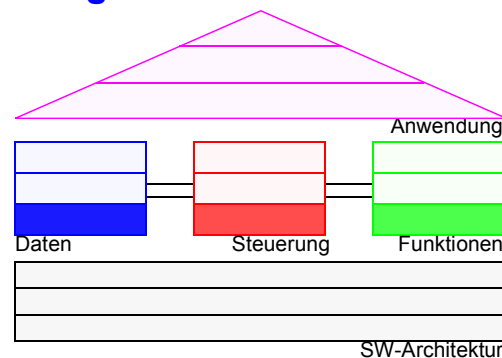 Anwendung
Daten
Steuerung
Funktionen
SW-Architektur